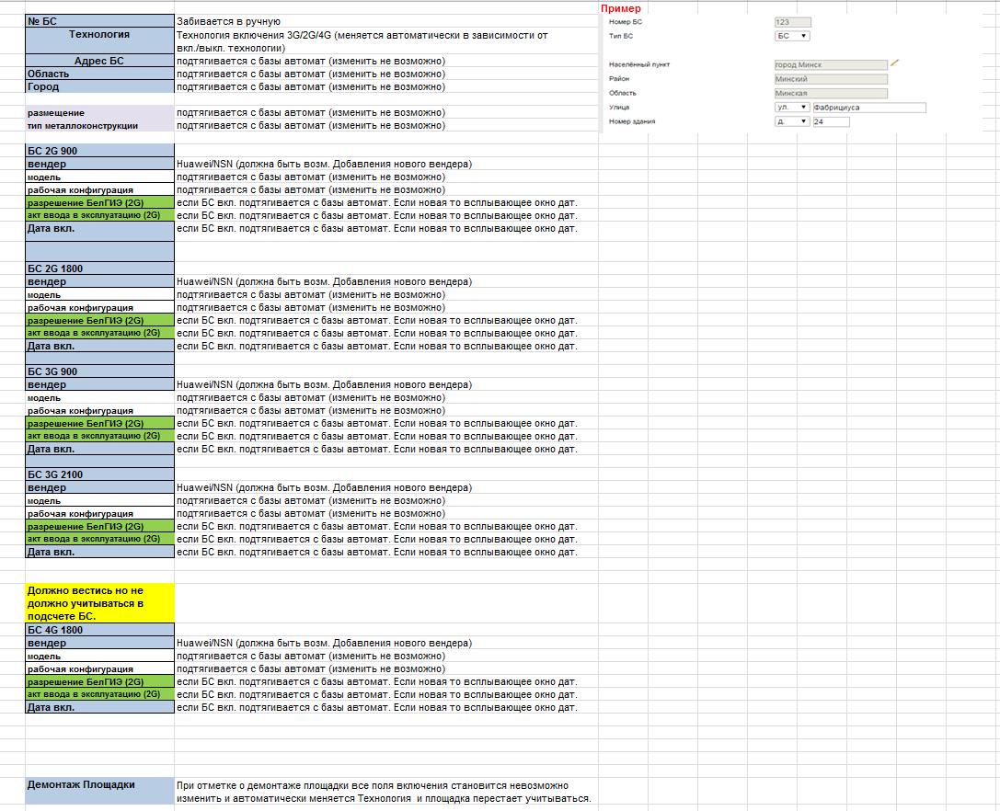 Пример
№ БС Забивается в ручную
Номер БС 123
Технология Технология включения 3G/2G/4G (меняется автоматически в зависимости от
вкл./выкл. технологии)
Тип БС БС
Адрес БС подтягивается с базы автомат (изменить не возможно)
Населённый пункт город Минск
Область подтягивается с базы автомат (изменить не возможно)
Район Минский
Город подтягивается с базы автомат (изменить не возможно)
Область Минская
Улица ул. Фабрициуса
размещение подтягивается с базы автомат (изменить не возможно)
Номер здания д. 24
тип металлоконструкции подтягивается с базы автомат (изменить не возможно)
БС 2G 900
вендер Huawei/NSN (должна быть возм. Добавления нового вендера)
модель подтягивается с базы автомат (изменить не возможно)
рабочая конфигурация подтягивается с базы автомат (изменить не возможно)
разрешение БелГИЭ (2G) если БС вкл. подтягивается с базы автомат. Если новая то всплывающее окно дат.
акт ввода в эксплуатацию (2G) если БС вкл. подтягивается с базы автомат. Если новая то всплывающее окно дат.
Дата вкл. если БС вкл. подтягивается с базы автомат. Если новая то всплывающее окно дат.
БС 2G 1800
вендер Huawei/NSN (должна быть возм. Добавления нового вендера)
модель подтягивается с базы автомат (изменить не возможно)
рабочая конфигурация подтягивается с базы автомат (изменить не возможно)
разрешение БелГИЭ (2G) если БС вкл. подтягивается с базы автомат. Если новая то всплывающее окно дат.
акт ввода в эксплуатацию (2G) если БС вкл. подтягивается с базы автомат. Если новая то всплывающее окно дат.
Дата вкл. если БС вкл. подтягивается с базы автомат. Если новая то всплывающее окно дат.
БС 3G 900
вендер Huawei/NSN (должна быть возм. Добавления нового вендера)
модель подтягивается с базы автомат (изменить не возможно)
рабочая конфигурация подтягивается с базы автомат (изменить не возможно)
разрешение БелГИЭ (2G) если БС вкл. подтягивается с базы автомат. Если новая то всплывающее окно дат.
акт ввода в эксплуатацию (2G) если БС вкл. подтягивается с базы автомат. Если новая то всплывающее окно дат.
Дата вкл. если БС вкл. подтягивается с базы автомат. Если новая то всплывающее окно дат.
БС 3G 2100
вендер Huawei/NSN (должна быть возм. Добавления нового вендера)
модель подтягивается с базы автомат (изменить не возможно)
рабочая конфигурация подтягивается с базы автомат (изменить не возможно)
разрешение БелГИЭ (2G) если БС вкл. подтягивается с базы автомат. Если новая то всплывающее окно дат.
акт ввода в эксплуатацию (2G) если БС вкл. подтягивается с базы автомат. Если новая то всплывающее окно дат.
Дата вкл. если БС вкл. подтягивается с базы автомат. Если новая то всплывающее окно дат.
Должно вестись но не
должно учитываться в
подсчете БС.
БС 4G 1800
вендер Huawei/NSN (должна быть возм. Добавления нового вендера)
модель подтягивается с базы автомат (изменить не возможно)
рабочая конфигурация подтягивается с базы автомат (изменить не возможно)
разрешение БелГИЭ (2G) если БС вкл. подтягивается с базы автомат. Если новая то всплывающее окно дат.
акт ввода в эксплуатацию (2G) если БС вкл. подтягивается с базы автомат. Если новая то всплывающее окно дат.
Дата вкл. если БС вкл. подтягивается с базы автомат. Если новая то всплывающее окно дат.
Демонтаж Площадки При отметке о демонтаже площадки все поля включения становится невозможно
изменить и автоматически меняется Технология и площадка перестает учитываться.